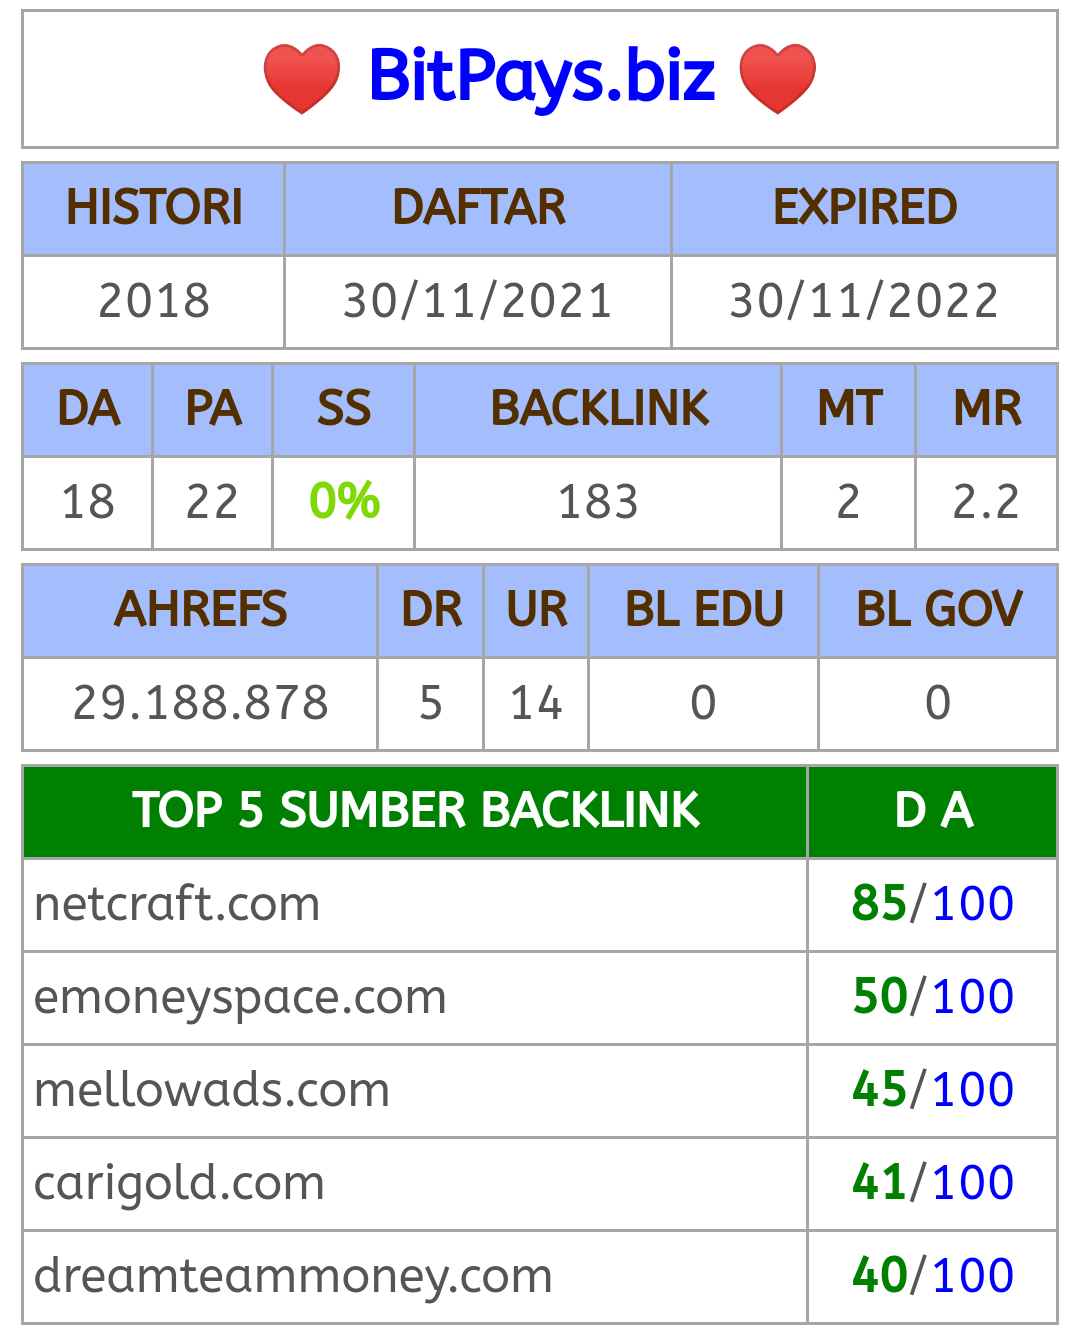 ❤️ BitPays.biz ❤️
HISTORI DAFTAR EXPIRED
2018 30/11/2021 30/11/2022
DA PA SS BACKLINK MT MR
18 22 0% 183 2 2.2
AHREFS DR UR BL EDU BL GOV
29.188.878 5 14 0 0
TOP 5 SUMBER BACKLINK D A
netcraft.com 85/100
emoneyspace.com 50/100
mellowads.com 45/100
carigold.com 41/100
dreamteammoney.com 40/100